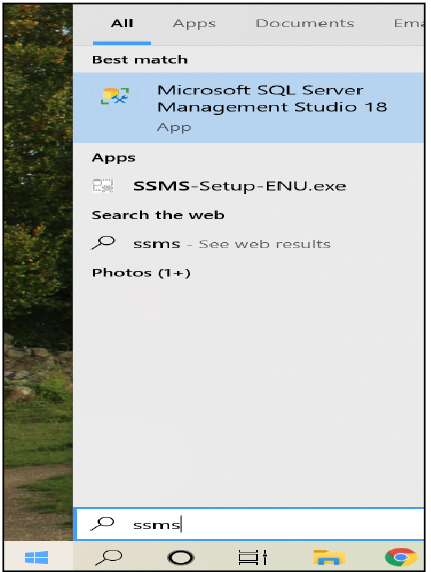 All Apps Documents Ema
Best match
Microsoft SQL Server
Management Studio 18
App
Apps
SSMS-Setup-ENU.exe
Search the web
ssms - See web results
Photos (1+)
ssms